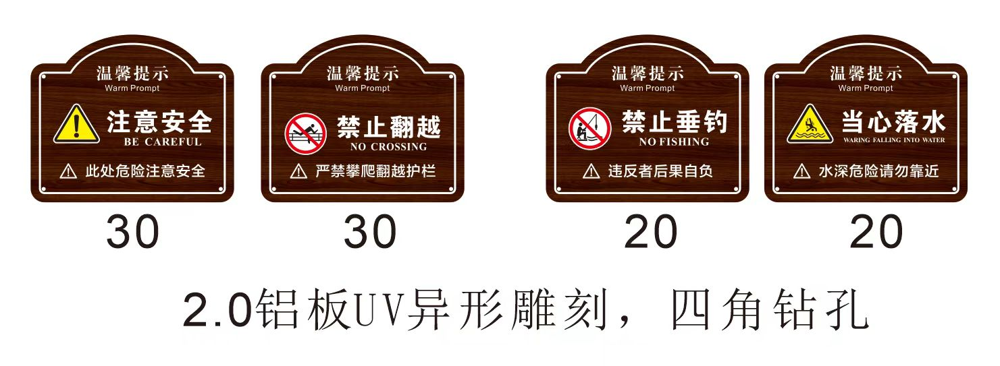 温馨提示
Warm Prompt
注意安全
BE CAREFUL
此处危险注意安全
30
温馨提示
Warm Prompt
禁止翻越
NO CROSSING
严禁攀爬翻越护栏
30
温馨提示
Warm Prompt
禁止垂钓
NO FISHING
违反者后果自负
20
温馨提示
Warm Prompt
当心落水
WARING FALLING INTO WATER
水深危险请勿靠近
20
2.0铝板UV异形雕刻，四角钻孔